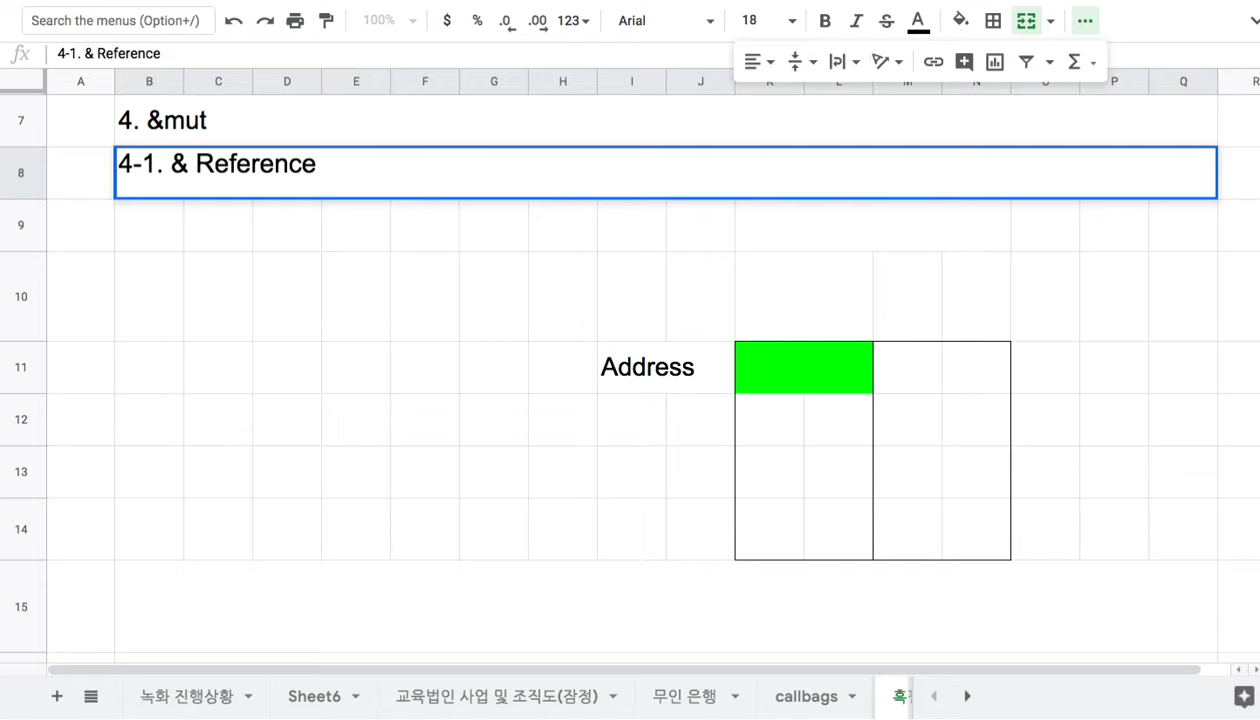 Search the menus (Option+/) 100% $ % .0 .00 123 Arial 18 B I S A
fx 4-1. & Reference
A B C D E F G H I J K L M N O P Q R
7 4. &mut
8 4-1. & Reference
9
10
11 Address
12
13
14
15
녹화 진행상황 Sheet6 교육법인 사업 및 조직도(잠정) 무인 은행 callbags